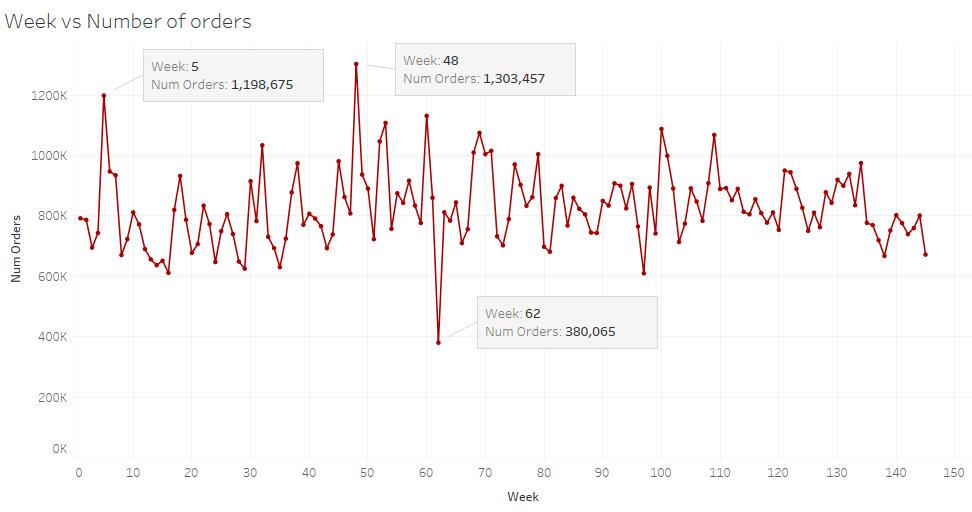 Week vs Number of orders
Week: 5
Num Orders: 1,198,675
Week: 48
Num Orders: 1,303,457
Week: 62
Num Orders: 380,065
Num Orders
1200K
1000K
800K
600K
400K
200K
0K
0 10 20 30 40 50 60 70 80 90 100 110 120 130 140 150
Week